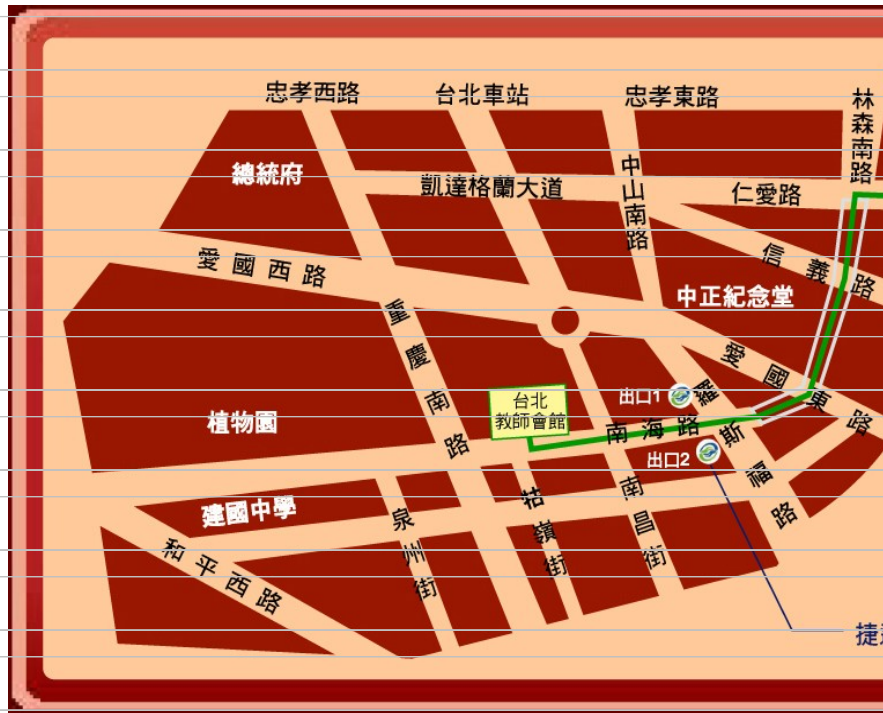 忠孝西路
台北車站
忠孝東路
林森南路
總統府
凱達格蘭大道
中山南路
仁愛路
愛國西路
信義路
中正紀念堂
重慶南路
愛國東路
台北
教師會館
出口1
羅斯福路
植物園
南海路
出口2
建國中學
泉州街
牯嶺街
南昌街
和平西路
捷